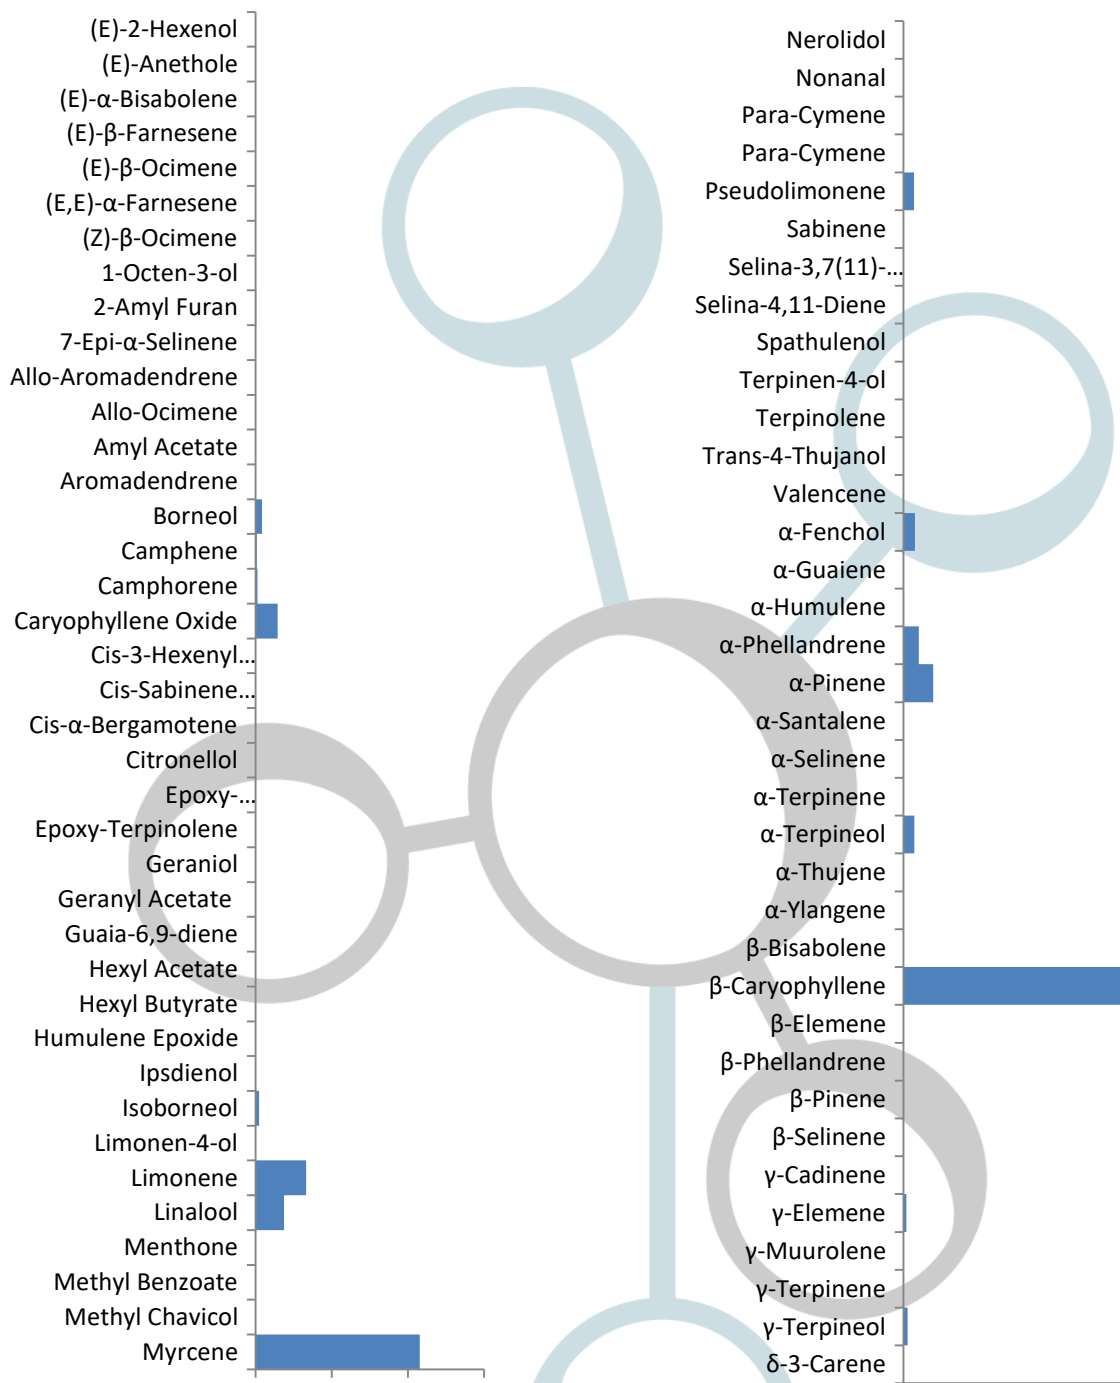 (E)-2-Hexenol
(E)-Anethole
(E)-α-Bisabolene
(E)-β-Farnesene
(E)-β-Ocimene
(E,E)-α-Farnesene
(Z)-β-Ocimene
1-Octen-3-ol
2-Amyl Furan
7-Epi-α-Selinene
Allo-Aromadendrene
Allo-Ocimene
Amyl Acetate
Aromadendrene
Borneol
Camphene
Camphorene
Caryophyllene Oxide
Cis-3-Hexenyl...
Cis-Sabinene...
Cis-α-Bergamotene
Citronellol
Epoxy-...
Epoxy-Terpinolene
Geraniol
Geranyl Acetate
Guaia-6,9-diene
Hexyl Acetate
Hexyl Butyrate
Humulene Epoxide
Ipsdienol
Isoborneol
Limonen-4-ol
Limonene
Linalool
Menthone
Methyl Benzoate
Methyl Chavicol
Myrcene
Nerolidol
Nonanal
Para-Cymene
Para-Cymene
Pseudolimonene
Sabinene
Selina-3,7(11)-...
Selina-4,11-Diene
Spathulenol
Terpinen-4-ol
Terpinolene
Trans-4-Thujanol
Valencene
α-Fenchol
α-Guaiene
α-Humulene
α-Phellandrene
α-Pinene
α-Santalene
α-Selinene
α-Terpinene
α-Terpineol
α-Thujene
α-Ylangene
β-Bisabolene
β-Caryophyllene
β-Elemene
β-Phellandrene
β-Pinene
β-Selinene
γ-Cadinene
γ-Elemene
γ-Muurolene
γ-Terpinene
γ-Terpineol
δ-3-Carene